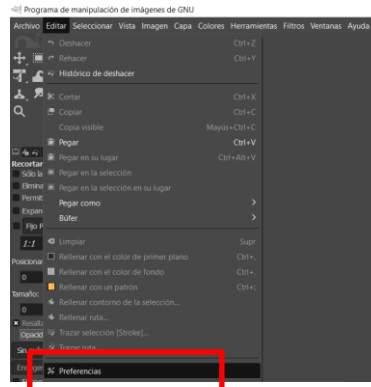 Programa de manipulación de imágenes de GNU
Archivo Editar Seleccionar Vista Imagen Capa Colores Herramientas Filtros Ventanas Ayuda
Deshacer Ctrl+Z
Rehacer Ctrl+Y
Histórico de deshacer
Cortar Ctrl+X
Copiar Ctrl+C
Copia visible Mayús+Ctrl+C
Pegar Ctrl+V
Pegar en su lugar Ctrl+Alt+V
Recortar
Pegar en la selección
Sólo la
Elimina
Pegar en la selección en su lugar
Permit
Pegar como
Expan
Búfer
Fijo
1:1
Limpiar Supr
Rellenar con el color de primer plano Ctrl+,
Posicionar
Rellenar con el color de fondo Ctrl+.
0
Rellenar con un patrón Ctrl+;
Tamaño:
Rellenar contorno de la selección...
0
Rellenar ruta...
Resalta
Trazar selección [Stroke]...
Opacid
Trazar ruta...
Preferencias